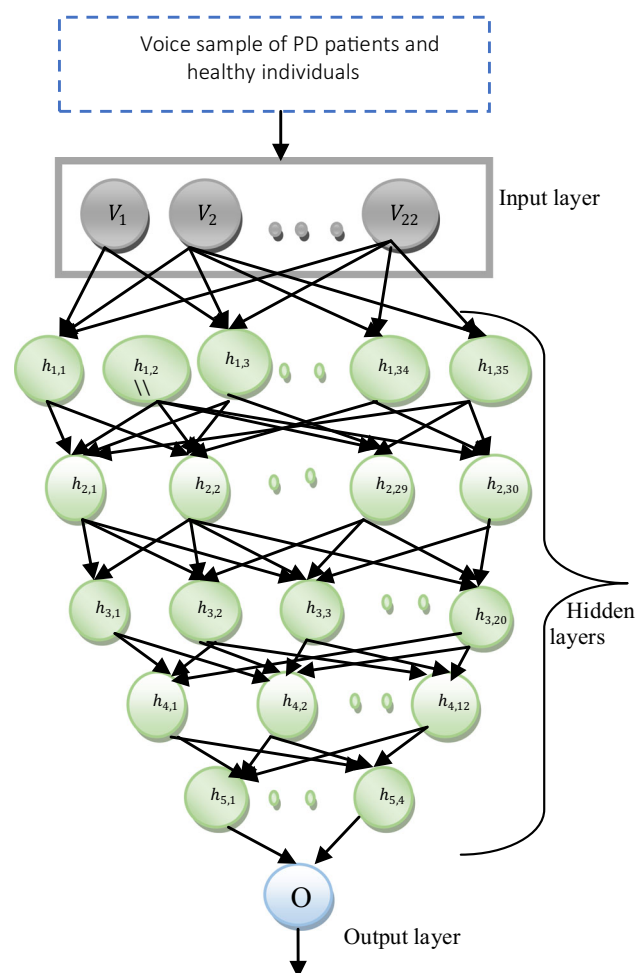 Voice sample of PD patients and
healthy individuals
V₁ V₂ V₂₂
Input layer
h₁,₁ h₁,₂ h₁,₃ h₁,₃₄ h₁,₃₅
\\
h₂,₁ h₂,₂ h₂,₂₉ h₂,₃₀
h₃,₁ h₃,₂ h₃,₃ h₃,₂₀
Hidden
layers
h₄,₁ h₄,₂ h₄,₁₂
h₅,₁ h₅,₄
O
Output layer